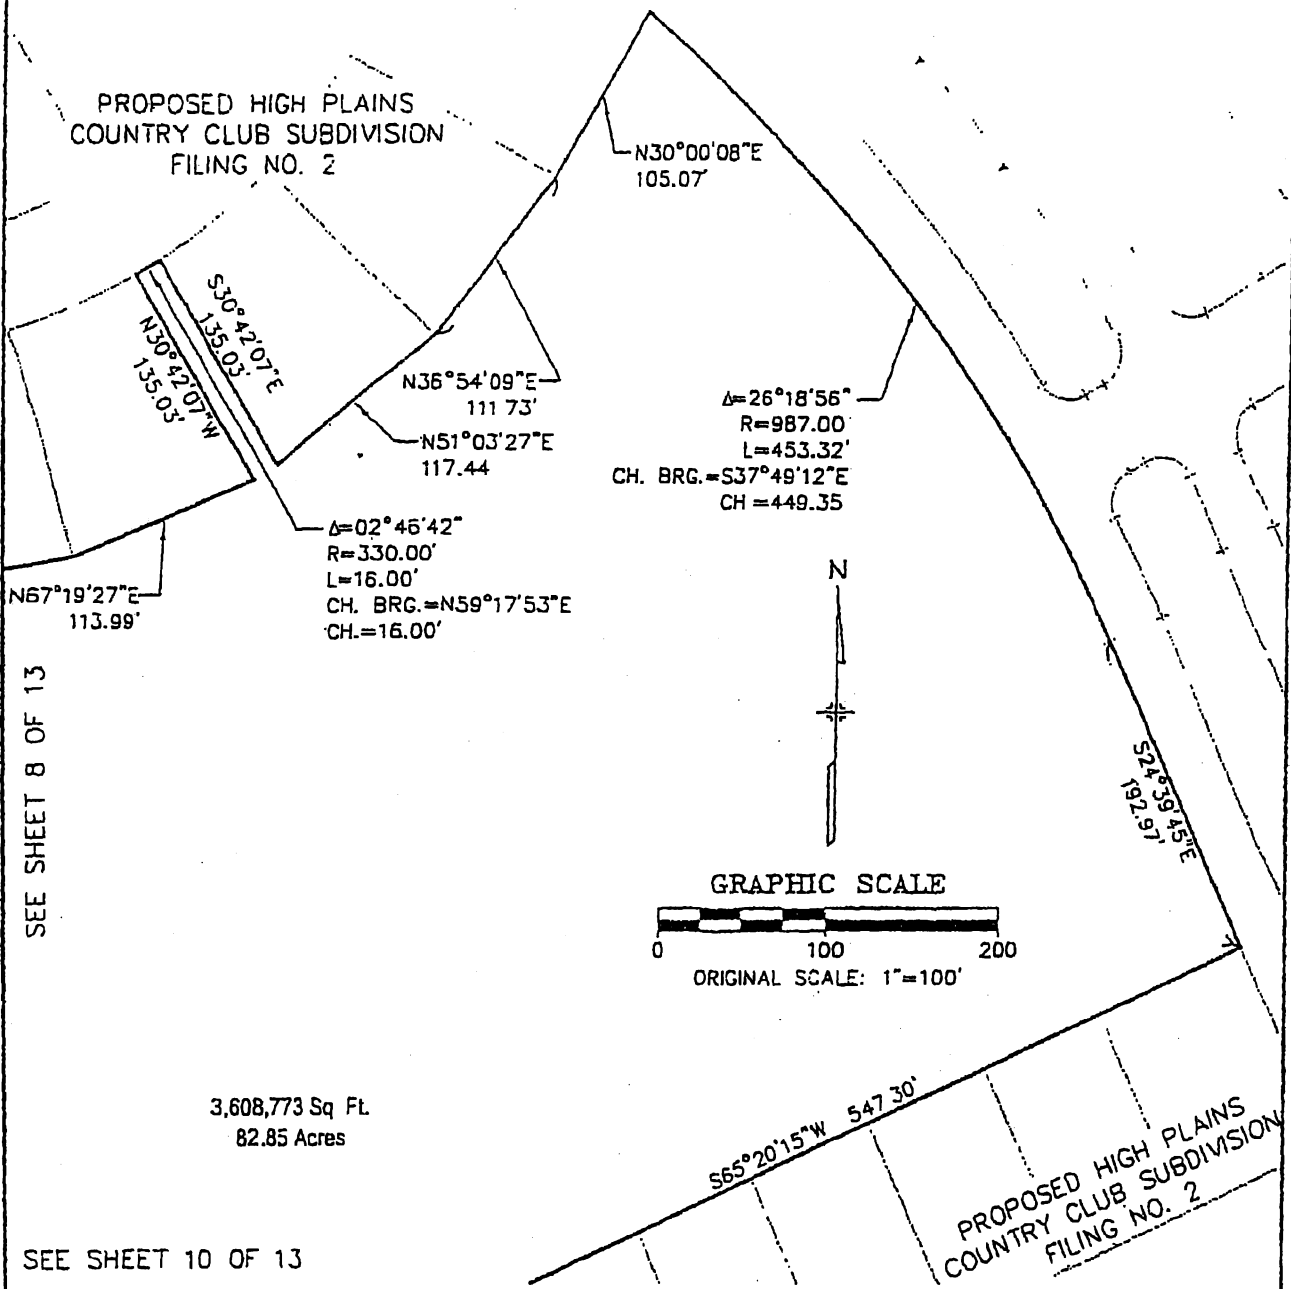 PROPOSED HIGH PLAINS
COUNTRY CLUB SUBDIVISION
FILING NO. 2
N30°00'08"E
105.07'
S30°42'07"E
135.03'
N30°42'07"W
135.03'
N36°54'09"E
111 73'
N51°03'27"E
117.44
Δ=26°18'56"
R=987.00'
L=453.32'
CH. BRG.=S37°49'12"E
CH =449.35
Δ=02°46'42"
R=330.00'
L=16.00'
CH. BRG.=N59°17'53"E
CH.=16.00'
N67°19'27"E
113.99'
N
SEE SHEET 8 OF 13
S24°39'45"E
192.97'
GRAPHIC SCALE
0 100 200
ORIGINAL SCALE: 1"=100'
3,608,773 Sq Ft.
82.85 Acres
S65°20'15"W 547 30'
PROPOSED HIGH PLAINS
COUNTRY CLUB SUBDIVISION
FILING NO. 2
SEE SHEET 10 OF 13